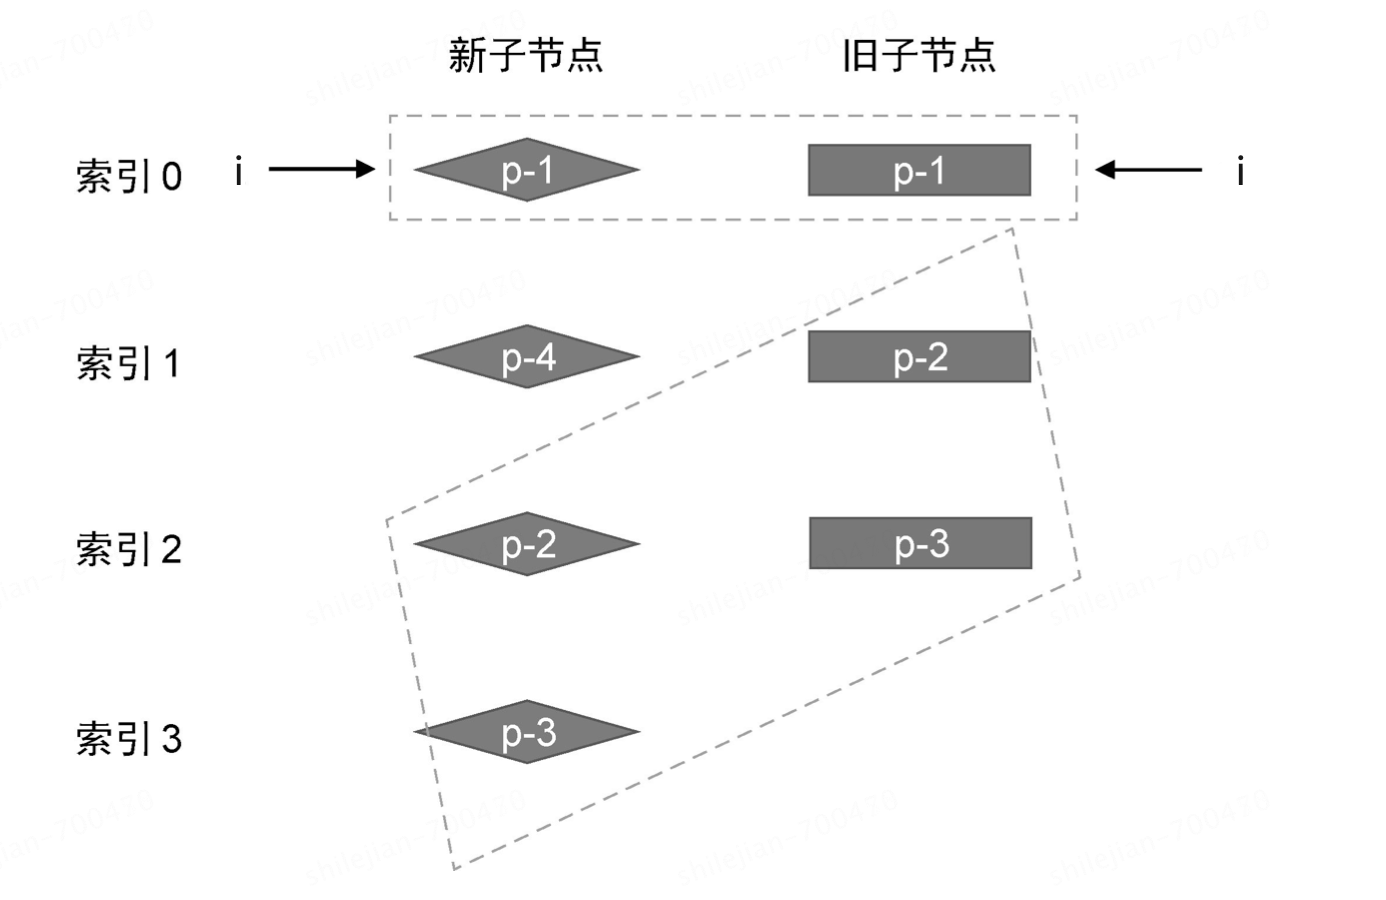 新子节点 旧子节点
索引 0 i p-1 p-1 i
索引 1 p-4 p-2
索引 2 p-2 p-3
索引 3 p-3
shilejian-700470